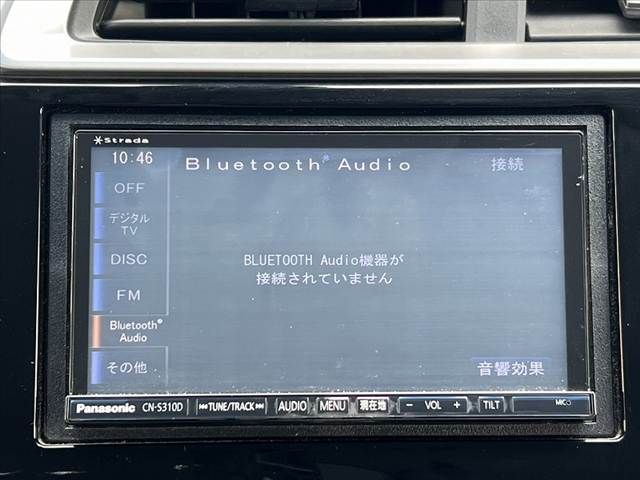 Strada
10:46
Bluetooth® Audio
接続
OFF
デジタル
TV
DISC
FM
Bluetooth®
Audio
その他
BLUETOOTH Audio機器が
接続されていません
音響効果
Panasonic CN-S310D TUNE/TRACK AUDIO MENU 現在地 − VOL + TILT MIC